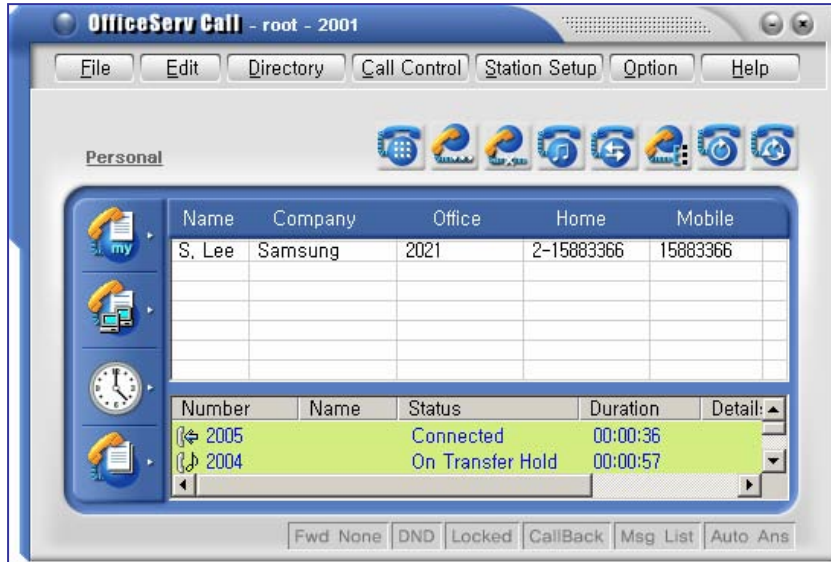 OfficeServ Call - root - 2001
File Edit Directory Call Control Station Setup Option Help
Personal
my
Name Company Office Home Mobile
S, Lee Samsung 2021 2-15883366 15883366
Number Name Status Duration Detail
2005 Connected 00:00:36
2004 On Transfer Hold 00:00:57
Fwd None DND Locked CallBack Msg List Auto Ans